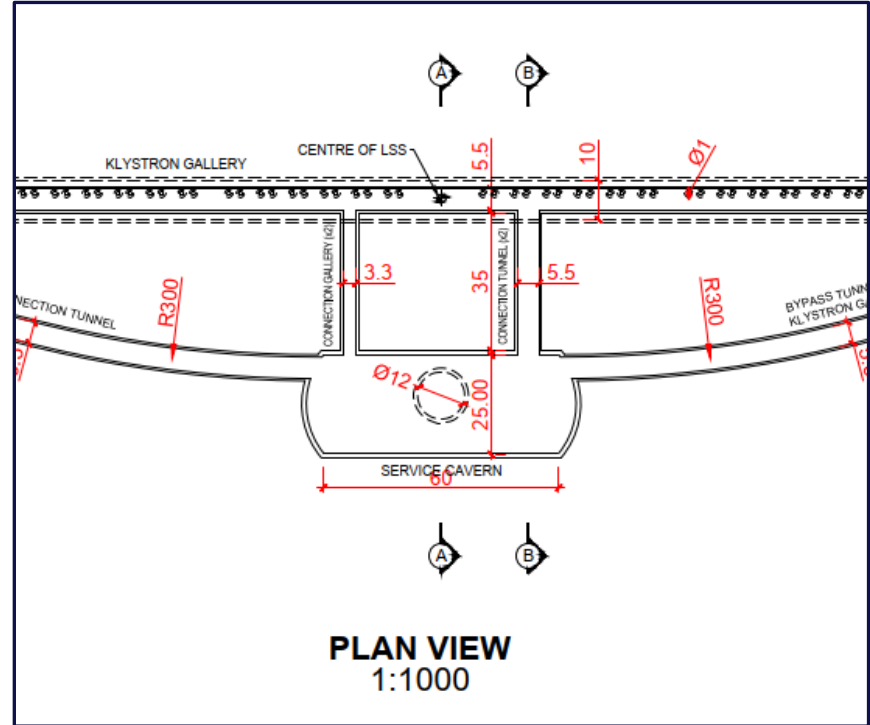 A B
KLYSTRON GALLERY
CENTRE OF LSS
5.5
10
Ø1
CONNECTION GALLERY (x2)
3.3
35
CONNECTION TUNNEL (x2)
5.5
NECTION TUNNEL
R300
R300
BYPASS TUNN
KLYSTRON GA
Ø12
25.00
SERVICE CAVERN
60
A B
PLAN VIEW
1:1000